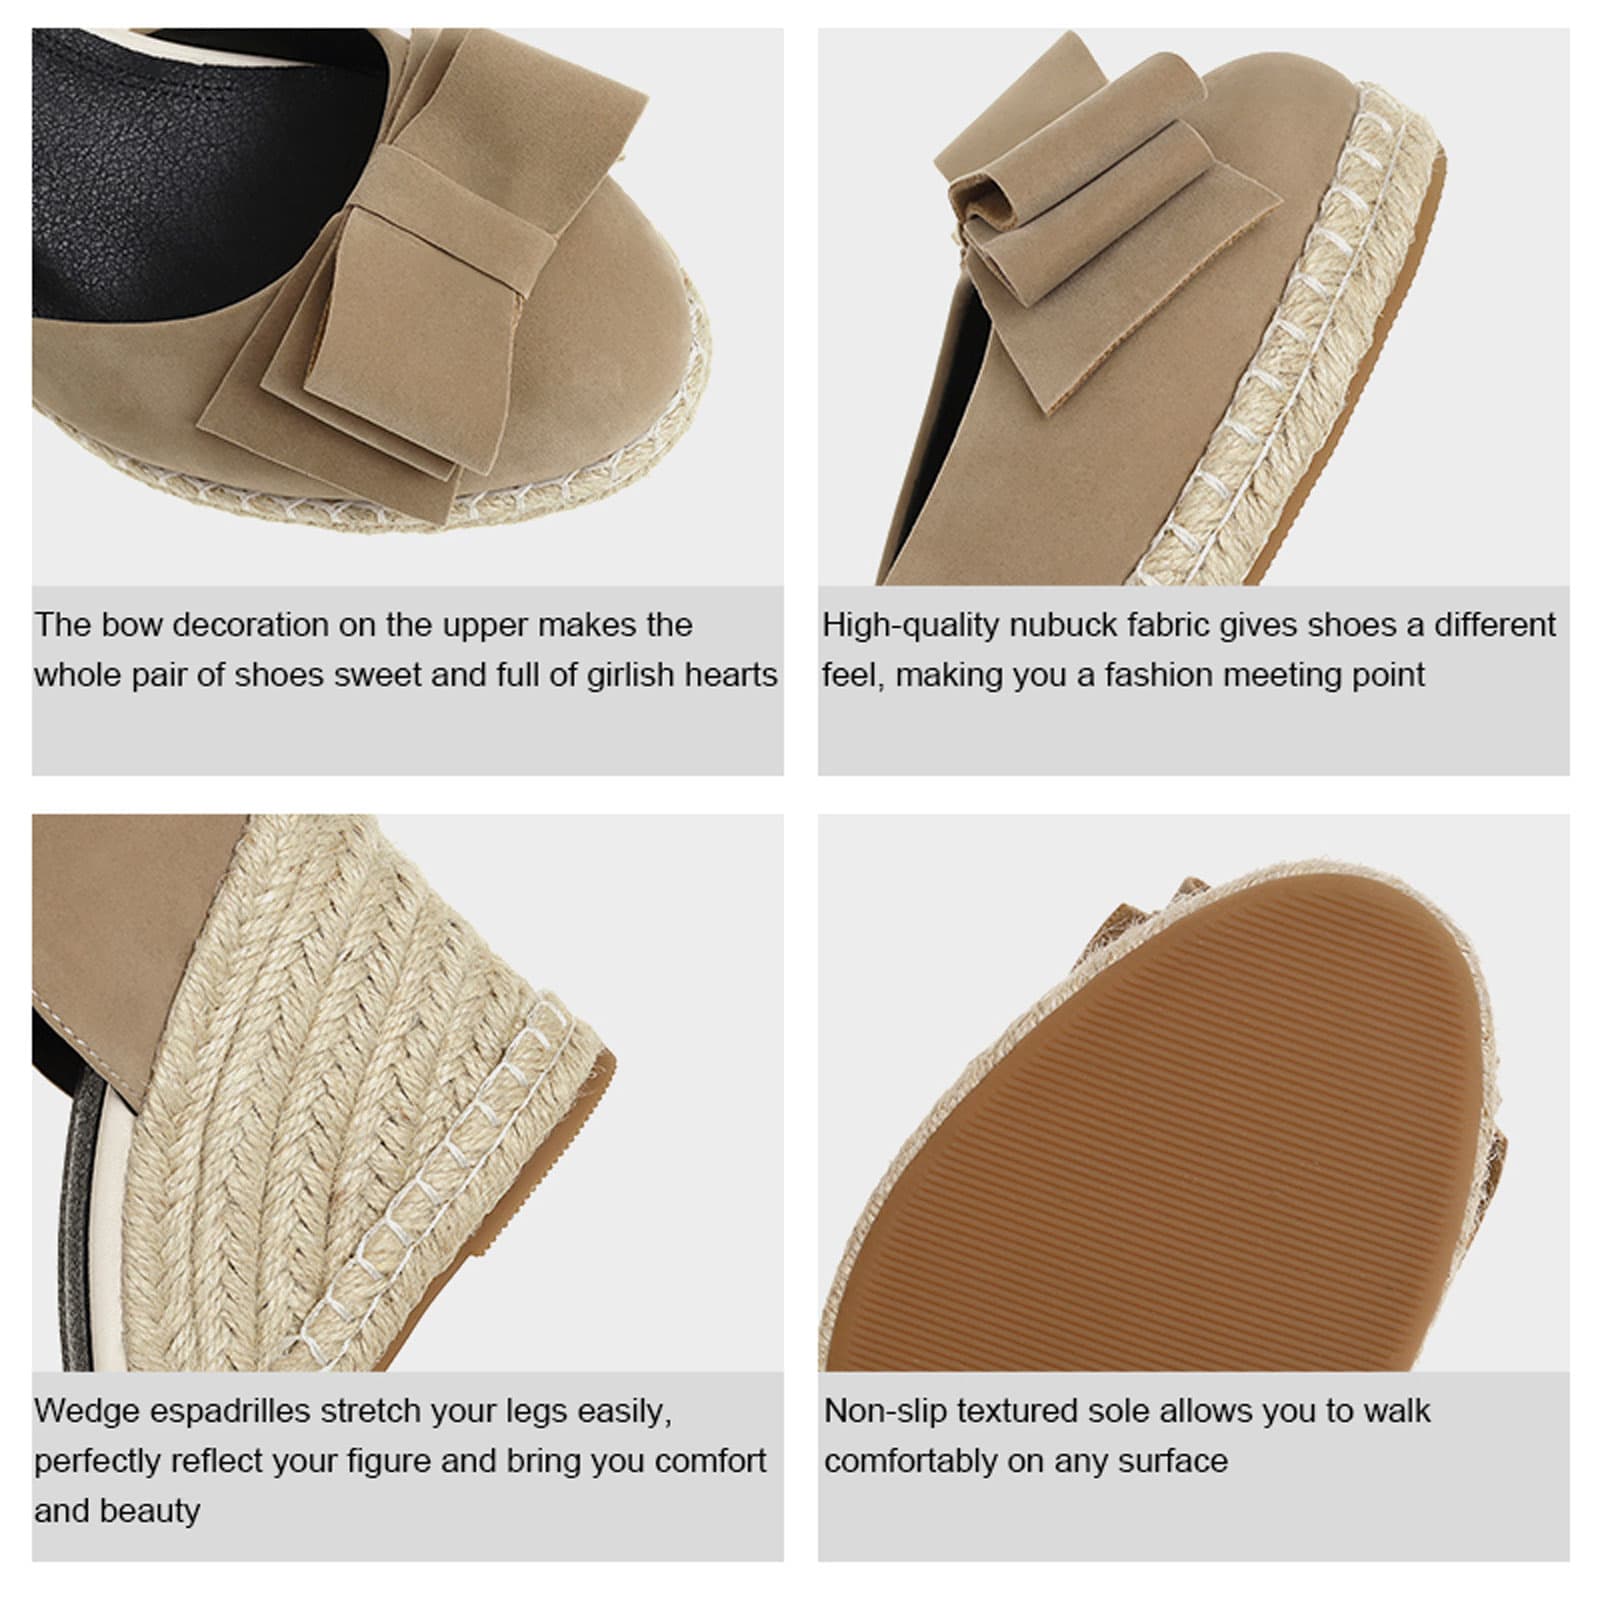 The bow decoration on the upper makes the
whole pair of shoes sweet and full of girlish hearts
High-quality nubuck fabric gives shoes a different
feel, making you a fashion meeting point
Wedge espadrilles stretch your legs easily,
perfectly reflect your figure and bring you comfort
and beauty
Non-slip textured sole allows you to walk
comfortably on any surface